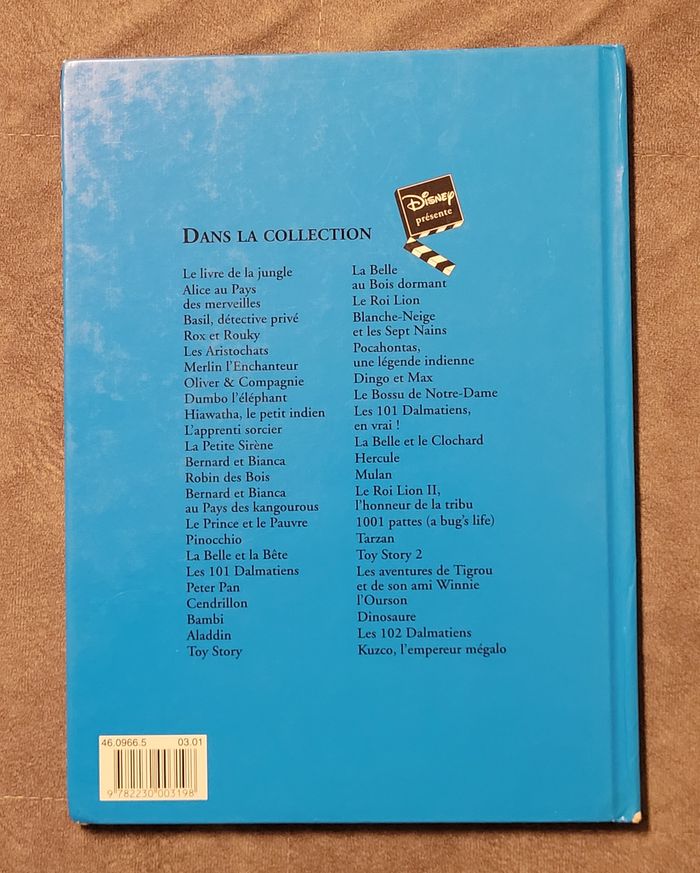 Disney
présente
DANS LA COLLECTION
Le livre de la jungle
Alice au Pays
des merveilles
Basil, détective privé
Rox et Rouky
Les Aristochats
Merlin l'Enchanteur
Oliver & Compagnie
Dumbo l'éléphant
Hiawatha, le petit indien
L'apprenti sorcier
La Petite Sirène
Bernard et Bianca
Robin des Bois
Bernard et Bianca
au Pays des kangourous
Le Prince et le Pauvre
Pinocchio
La Belle et la Bête
Les 101 Dalmatiens
Peter Pan
Cendrillon
Bambi
Aladdin
Toy Story
La Belle
au Bois dormant
Le Roi Lion
Blanche-Neige
et les Sept Nains
Pocahontas,
une légende indienne
Dingo et Max
Le Bossu de Notre-Dame
Les 101 Dalmatiens,
en vrai !
La Belle et le Clochard
Hercule
Mulan
Le Roi Lion II,
l'honneur de la tribu
1001 pattes (a bug's life)
Tarzan
Toy Story 2
Les aventures de Tigrou
et de son ami Winnie
l'Ourson
Dinosaure
Les 102 Dalmatiens
Kuzco, l'empereur mégalo
46.0966.5 03.01
9 782230 003198